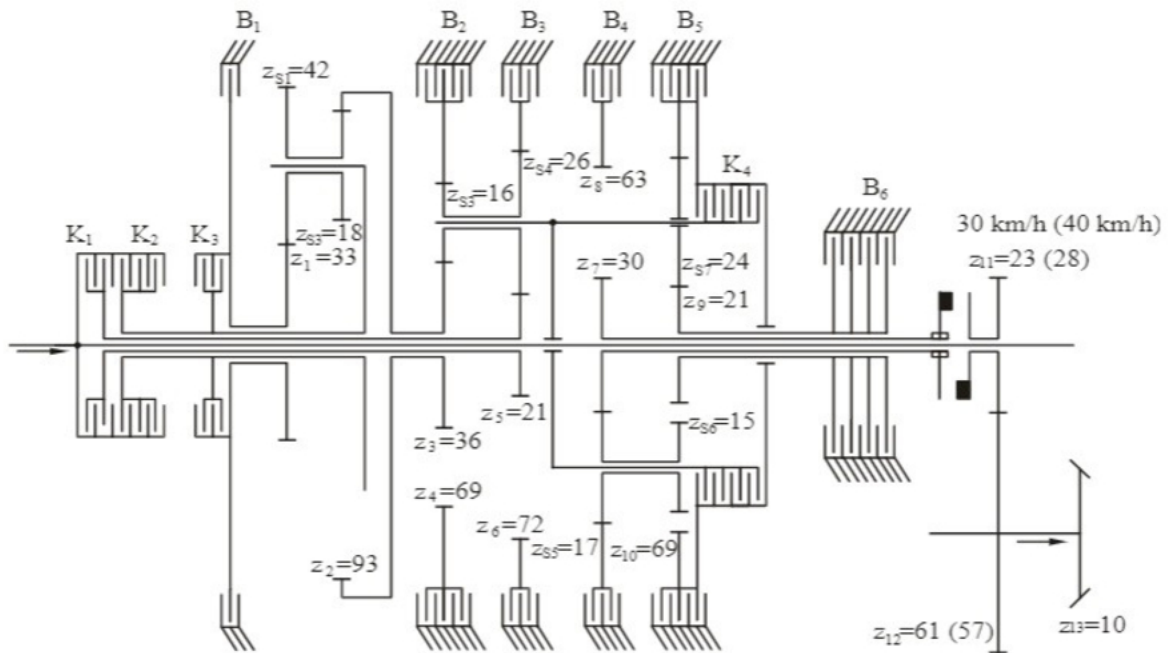 B₁ B₂ B₃ B₄ B₅
zS1=42
zS4=26
zS3=16 z8=63 K₄
B₆
30 km/h (40 km/h)
K₁ K₂ K₃ zS3=18
z1=33 z7=30 zS7=24 z11=23 (28)
z9=21
z5=21 zS6=15
z3=36
z4=69
z6=72
z2=93 zS5=17 z10=69
z12=61 (57) z13=10